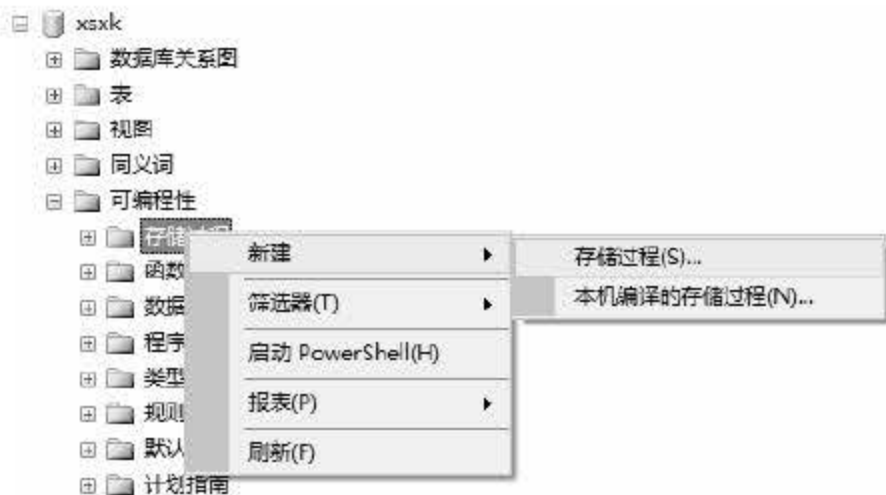 xsxk
数据库关系图
表
视图
同义词
可编程性
存储过程
新建
存储过程(S)...
函数
本机编译的存储过程(N)...
数据
筛选器(T)
程序
启动 PowerShell(H)
类型
规则
报表(P)
默认
刷新(F)
计划指南